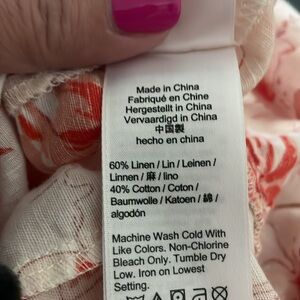 Made in China
Fabriqué en Chine
Hergestellt in China
Vervaardigd in China
中国製
hecho en china
60% Linen / Lin / Leinen /
Linnen / 麻 / lino
40% Cotton / Coton /
Baumwolle / Katoen / 綿 /
algodón
Machine Wash Cold With
Like Colors. Non-Chlorine
Bleach Only. Tumble Dry
Low. Iron on Lowest
Setting.